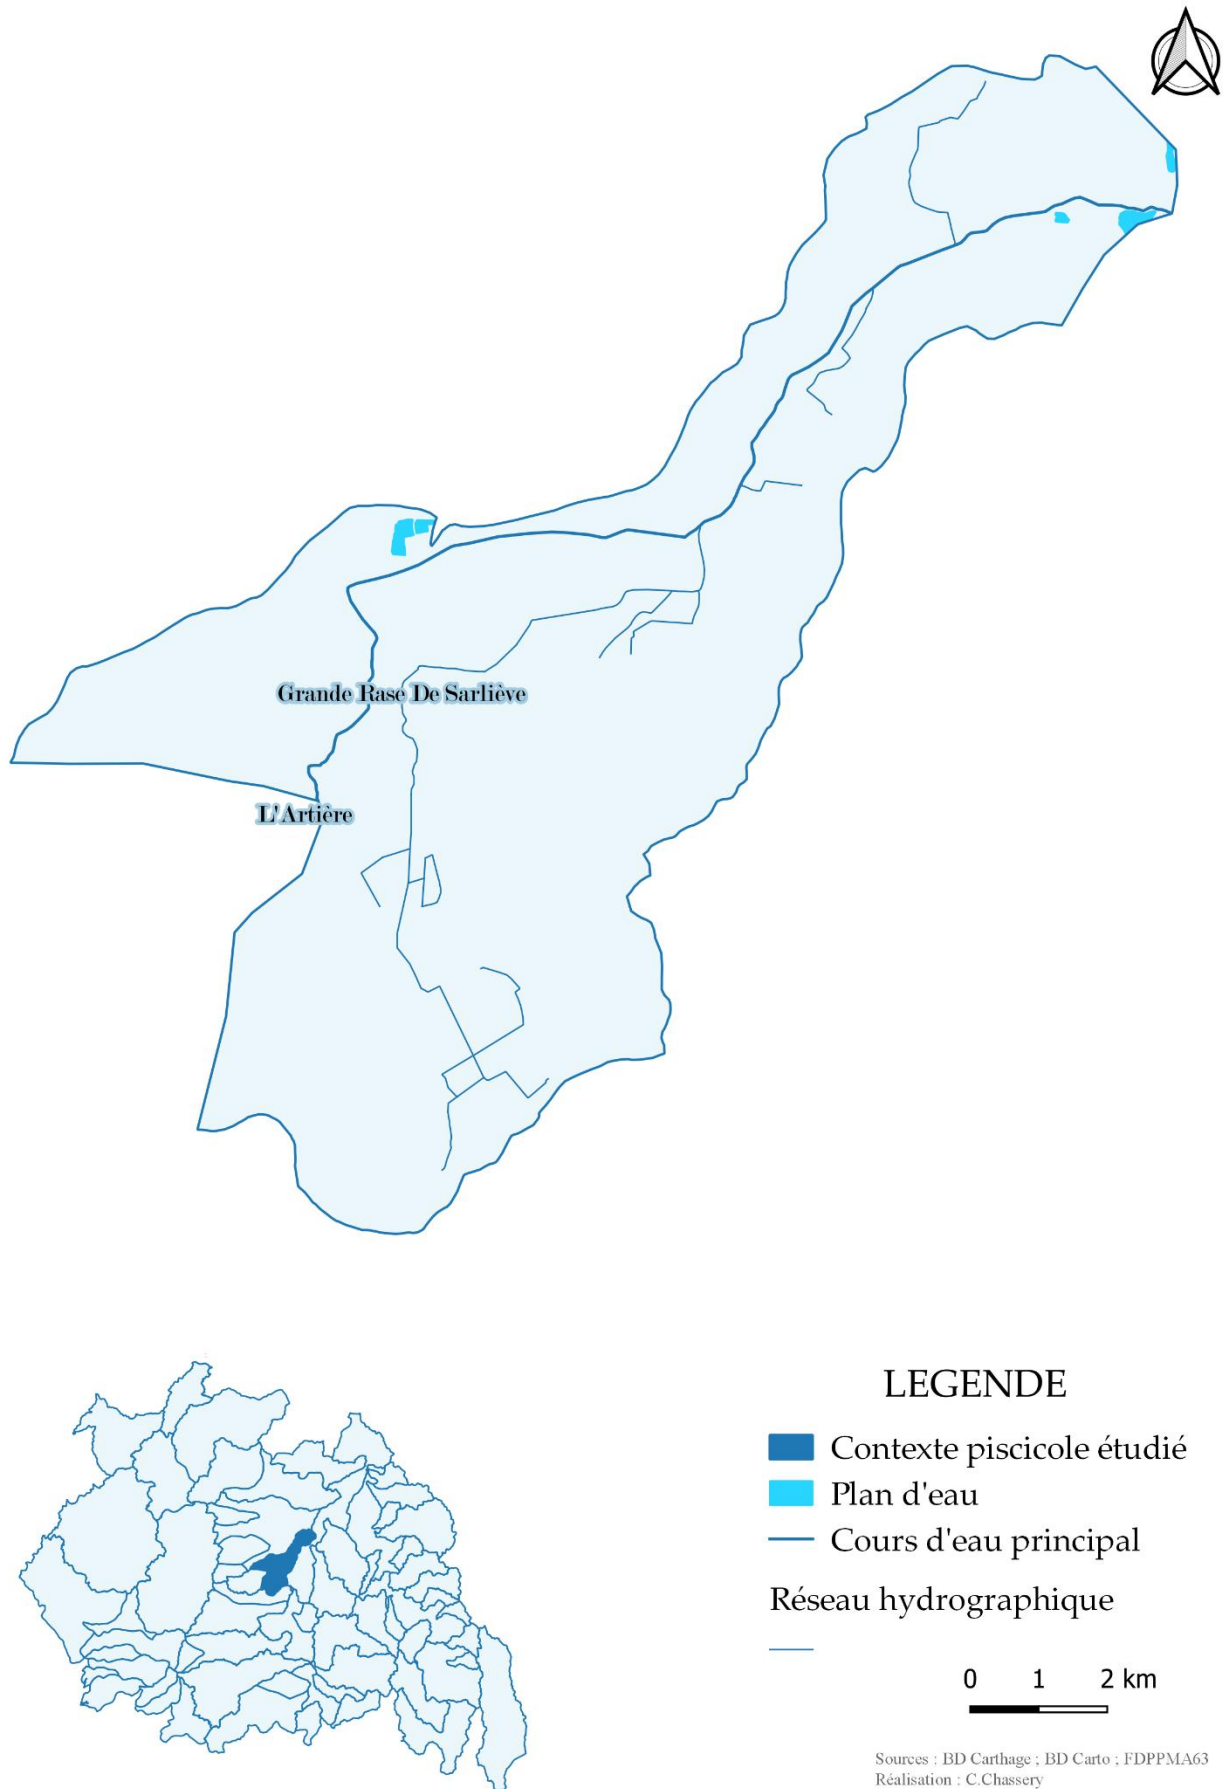 Grande Rase De Sarliève
L'Artière
LEGENDE
Contexte piscicole étudié
Plan d'eau
Cours d'eau principal
Réseau hydrographique
0 1 2 km
Sources : BD Carthage ; BD Carto ; FDPPMA63
Réalisation : C.Chassery